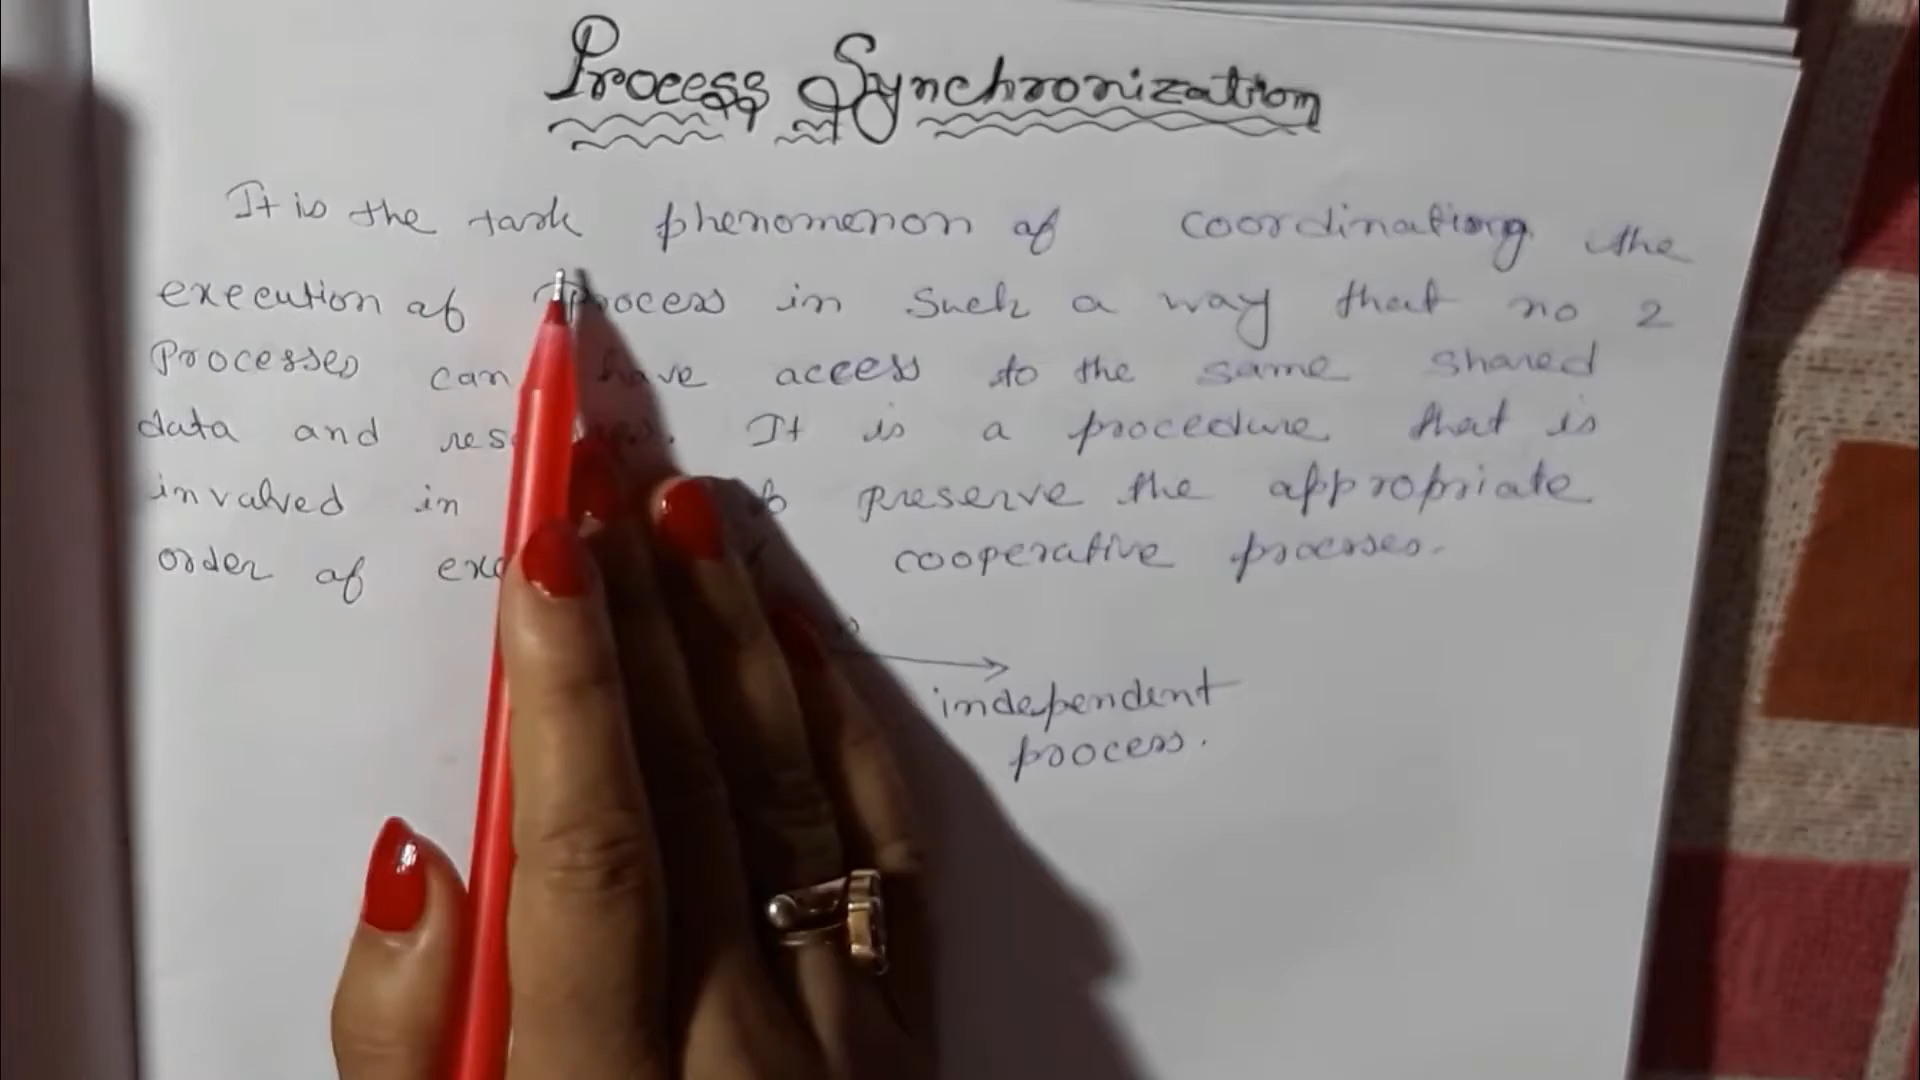 Process Synchronization
It is the task phenomenon of coordinating the
execution of process in such a way that no 2
Processes can have access to the same shared
data and It is a procedure that is
involved in preserve the appropriate
order of cooperative processes.
independent
process.